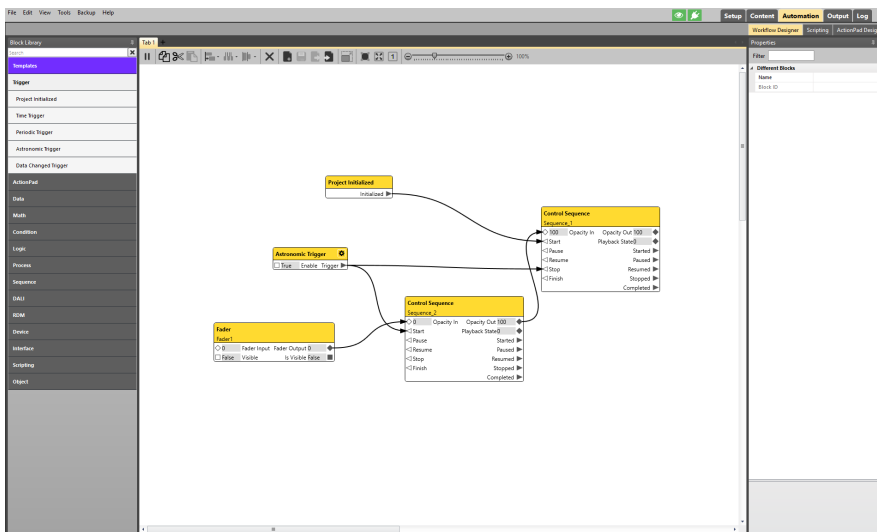 File Edit View Tools Backup Help
Setup Content Automation Output Log
Workflow Designer Scripting ActionPad Desig
Block Library
Tab 1
Properties
Search
100%
Filter
Templates
Different Blocks
Trigger
Name
Block ID
Project Initialized
Time Trigger
Periodic Trigger
Astronomic Trigger
Data Changed Trigger
ActionPad
Data
Math
Condition
Logic
Process
Sequence
DALI
RDM
Device
Interface
Scripting
Object
Project Initialized
Initialized
Control Sequence
Sequence_1
100 Opacity In Opacity Out 100
Start Playback State 0
Pause Started
Resume Paused
Stop Resumed
Finish Stopped
Completed
Astronomic Trigger
True Enable Trigger
Control Sequence
Sequence_2
0 Opacity In Opacity Out 100
Start Playback State 0
Pause Started
Resume Paused
Stop Resumed
Finish Stopped
Completed
Fader
Fader1
0 Fader Input Fader Output 0
False Visible Is Visible False